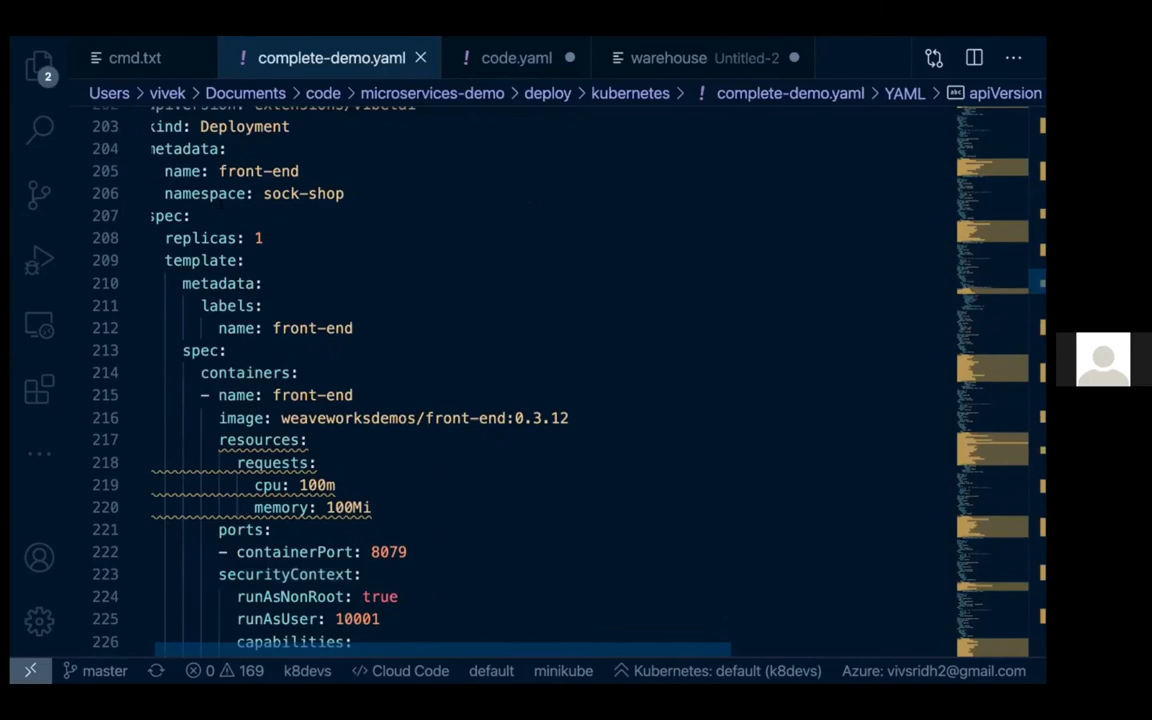 cmd.txt
complete-demo.yaml
code.yaml
warehouse Untitled-2
2
Users > vivek > Documents > code > microservices-demo > deploy > kubernetes > ! complete-demo.yaml > YAML > abc apiVersion
203 kind: Deployment
204 metadata:
205 name: front-end
206 namespace: sock-shop
207 spec:
208 replicas: 1
209 template:
210 metadata:
211 labels:
212 name: front-end
213 spec:
214 containers:
215 - name: front-end
216 image: weaveworksdemos/front-end:0.3.12
217 resources:
218 requests:
219 cpu: 100m
220 memory: 100Mi
221 ports:
222 - containerPort: 8079
223 securityContext:
224 runAsNonRoot: true
225 runAsUser: 10001
226 capabilities:
master 0 169 k8devs </> Cloud Code default minikube Kubernetes: default (k8devs) Azure: vivsridh2@gmail.com